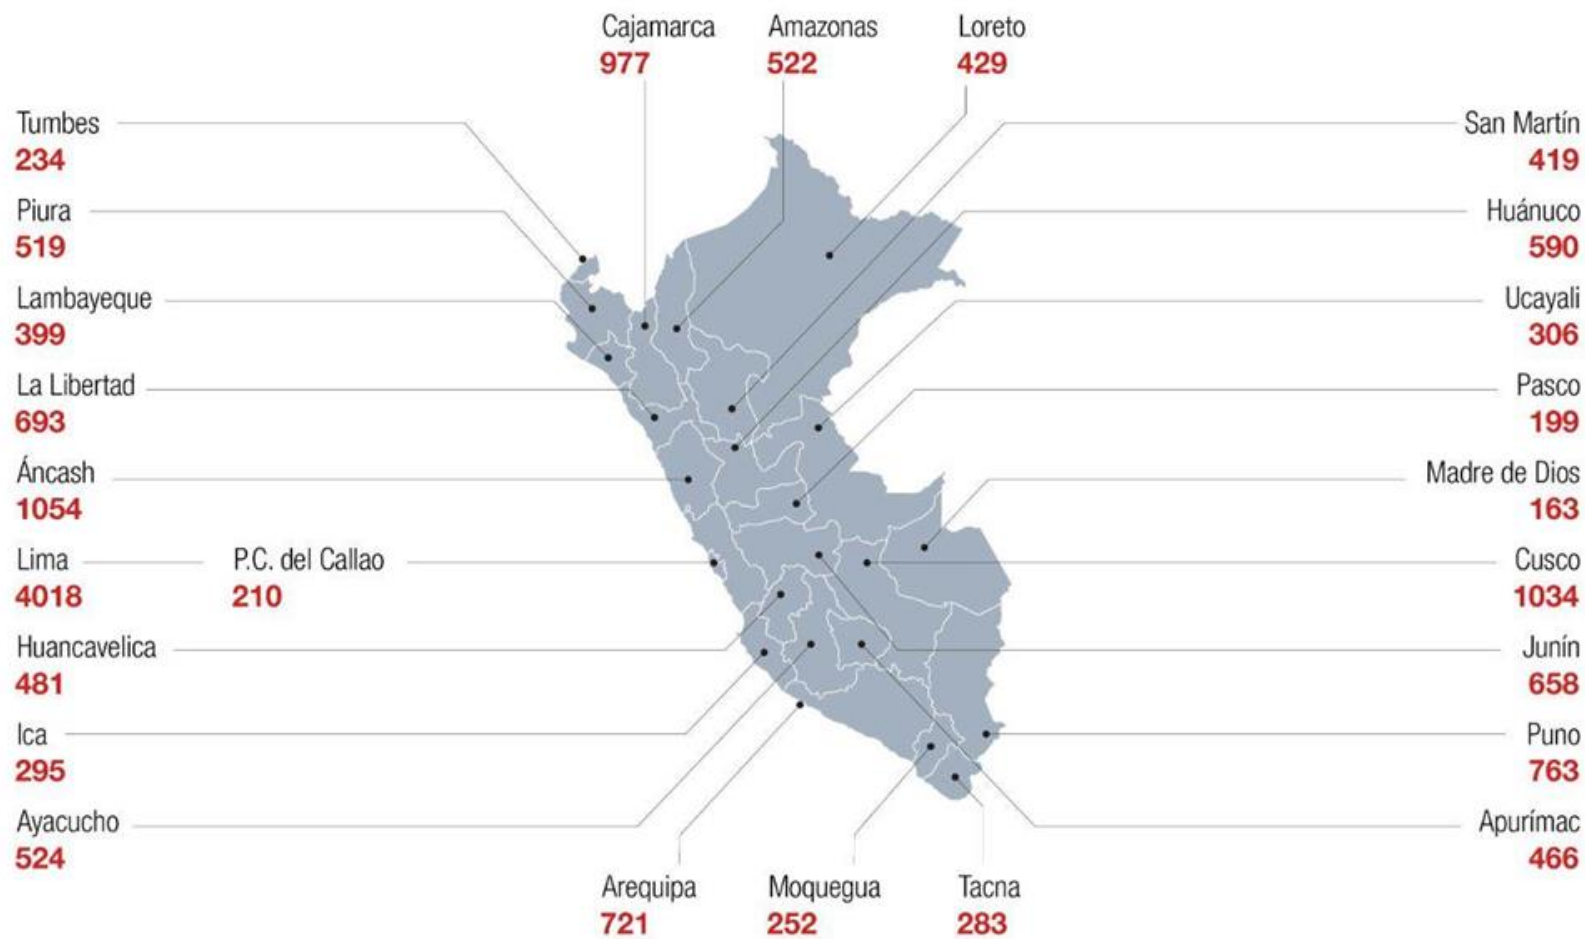 Cajamarca
977
Amazonas
522
Loreto
429
Tumbes
234
Piura
519
Lambayeque
399
La Libertad
693
Áncash
1054
Lima
4018
P.C. del Callao
210
Huancavelica
481
Ica
295
Ayacucho
524
Arequipa
721
Moquegua
252
Tacna
283
San Martín
419
Huánuco
590
Ucayali
306
Pasco
199
Madre de Dios
163
Cusco
1034
Junín
658
Puno
763
Apurímac
466